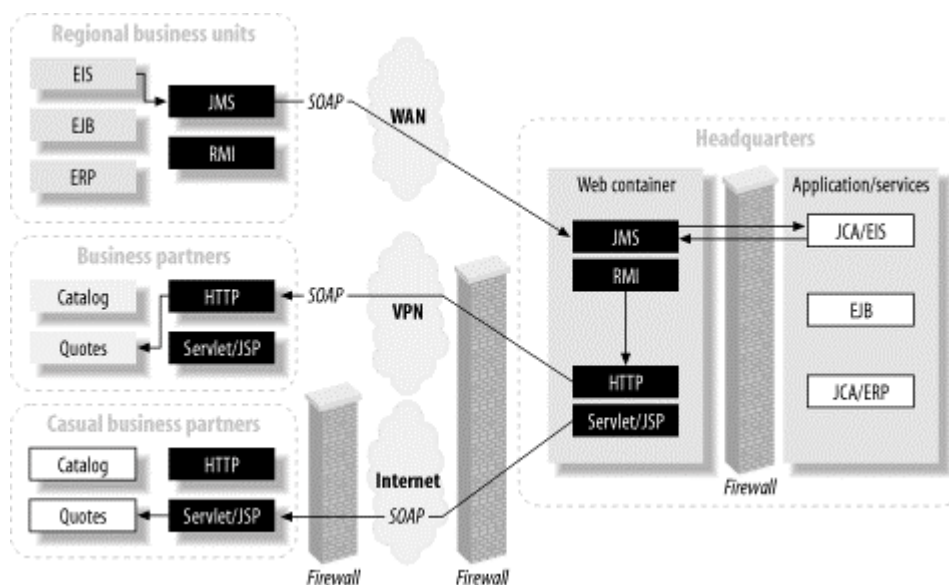 Regional business units
EIS
JMS
EJB
RMI
ERP
SOAP
WAN
Business partners
Catalog
HTTP
Quotes
Servlet/JSP
SOAP
VPN
Casual business partners
Catalog
HTTP
Quotes
Servlet/JSP
Internet
SOAP
Firewall
Firewall
Headquarters
Web container
JMS
RMI
HTTP
Servlet/JSP
Firewall
Application/services
JCA/EIS
EJB
JCA/ERP